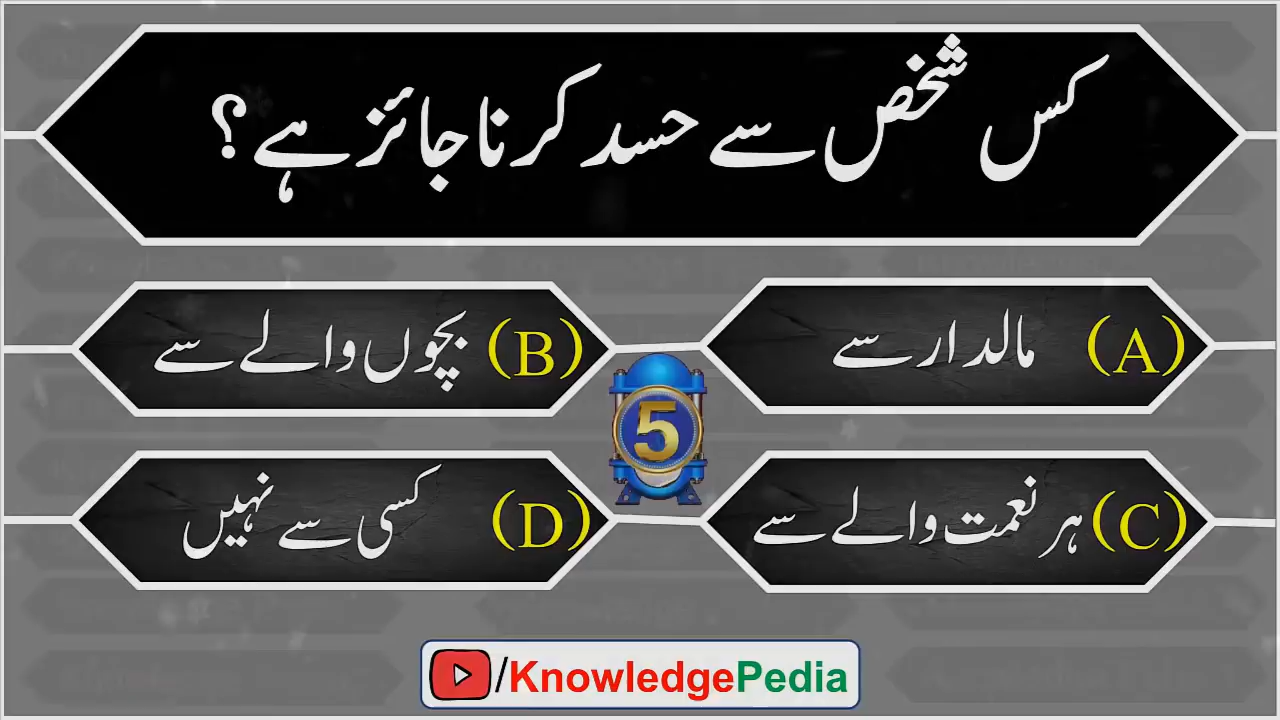 کس شخص سے حسد کرنا جائز ہے؟
(A) مالدار سے
(B) بچوں والے سے
5
(C) ہر نعمت والے سے
(D) کسی سے نہیں
/KnowledgePedia